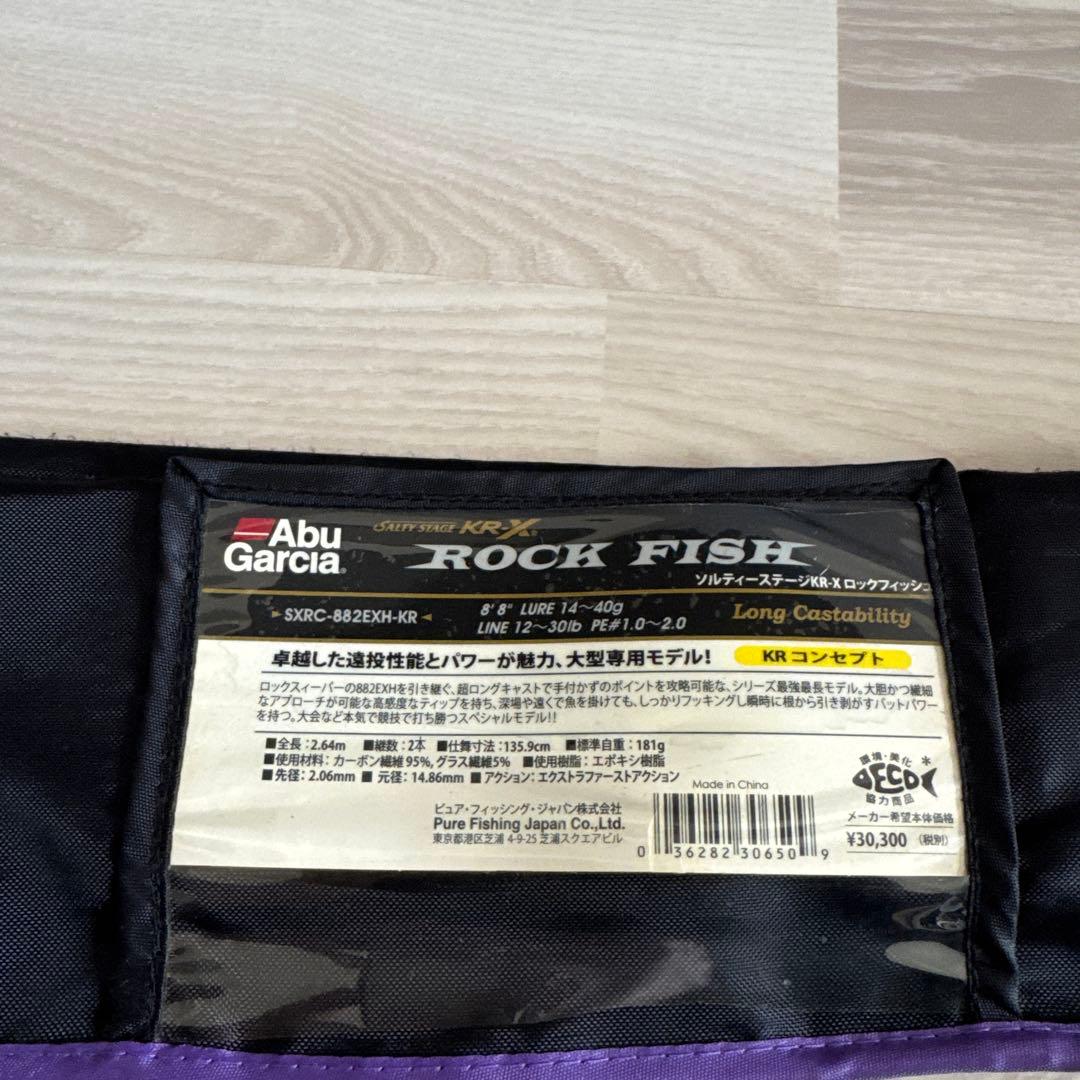 Abu
Garcia
SALTY STAGE KR-X
ROCK FISH
ソルティーステージKR-X ロックフィッシュ
SXRC-882EXH-KR
8'8" LURE 14〜40g
LINE 12〜30lb PE#1.0〜2.0
Long Castability
卓越した遠投性能とパワーが魅力、大型専用モデル!
KRコンセプト
ロックスィーパーの882EXHを引き継ぐ、超ロングキャストで手付かずのポイントを攻略可能な、シリーズ最強最長モデル。大胆かつ繊細
なアプローチが可能な高感度なティップを持ち、深場や遠くで魚を掛けても、しっかりフッキングし瞬時に根から引き剥がすバットパワー
を持つ。大会など本気で競技で打ち勝つスペシャルモデル!!
■全長:2.64m ■継数:2本 ■仕舞寸法:135.9cm ■標準自重:181g
■使用材料:カーボン繊維95%, グラス繊維5% ■使用樹脂:エポキシ樹脂
■先径:2.06mm ■元径:14.86mm ■アクション:エクストラファーストアクション
Made in China
環境・美化
DECO
協力商品
ピュア・フィッシング・ジャパン株式会社
Pure Fishing Japan Co.,Ltd.
東京都港区芝浦 4-9-25 芝浦スクエアビル
0 36282 30650 9
メーカー希望本体価格
¥30,300 (税別)